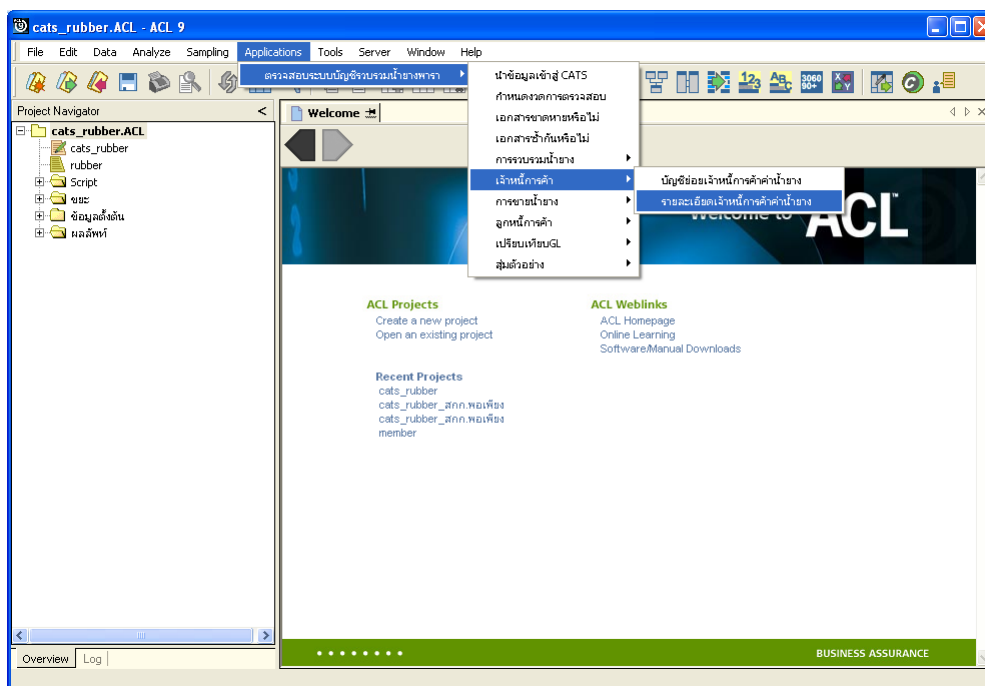 cats_rubber.ACL - ACL 9
File Edit Data Analyze Sampling Applications Tools Server Window Help
ตรวจสอบระบบบัญชีรวบรวมน้ำยางพารา
นำข้อมูลเข้าสู่ CATS
กำหนดงวดการตรวจสอบ
เอกสารขาดหายหรือไม่
เอกสารซ้ำกันหรือไม่
การรวบรวมน้ำยาง
เจ้าหนี้การค้า
การขายน้ำยาง
ลูกหนี้การค้า
เปรียบเทียบGL
สุ่มตัวอย่าง
บัญชีย่อยเจ้าหนี้การค้าค่าน้ำยาง
รายละเอียดเจ้าหนี้การค้าค่าน้ำยาง
Project Navigator <
cats_rubber.ACL
cats_rubber
rubber
Script
ขยะ
ข้อมูลตั้งต้น
ผลลัพท์
Welcome
Welcome to ACL™
ACL Projects
Create a new project
Open an existing project
Recent Projects
cats_rubber
cats_rubber_สกก.พอเพียง
cats_rubber_สกก.พอเพียง
member
ACL Weblinks
ACL Homepage
Online Learning
Software/Manual Downloads
BUSINESS ASSURANCE
Overview Log